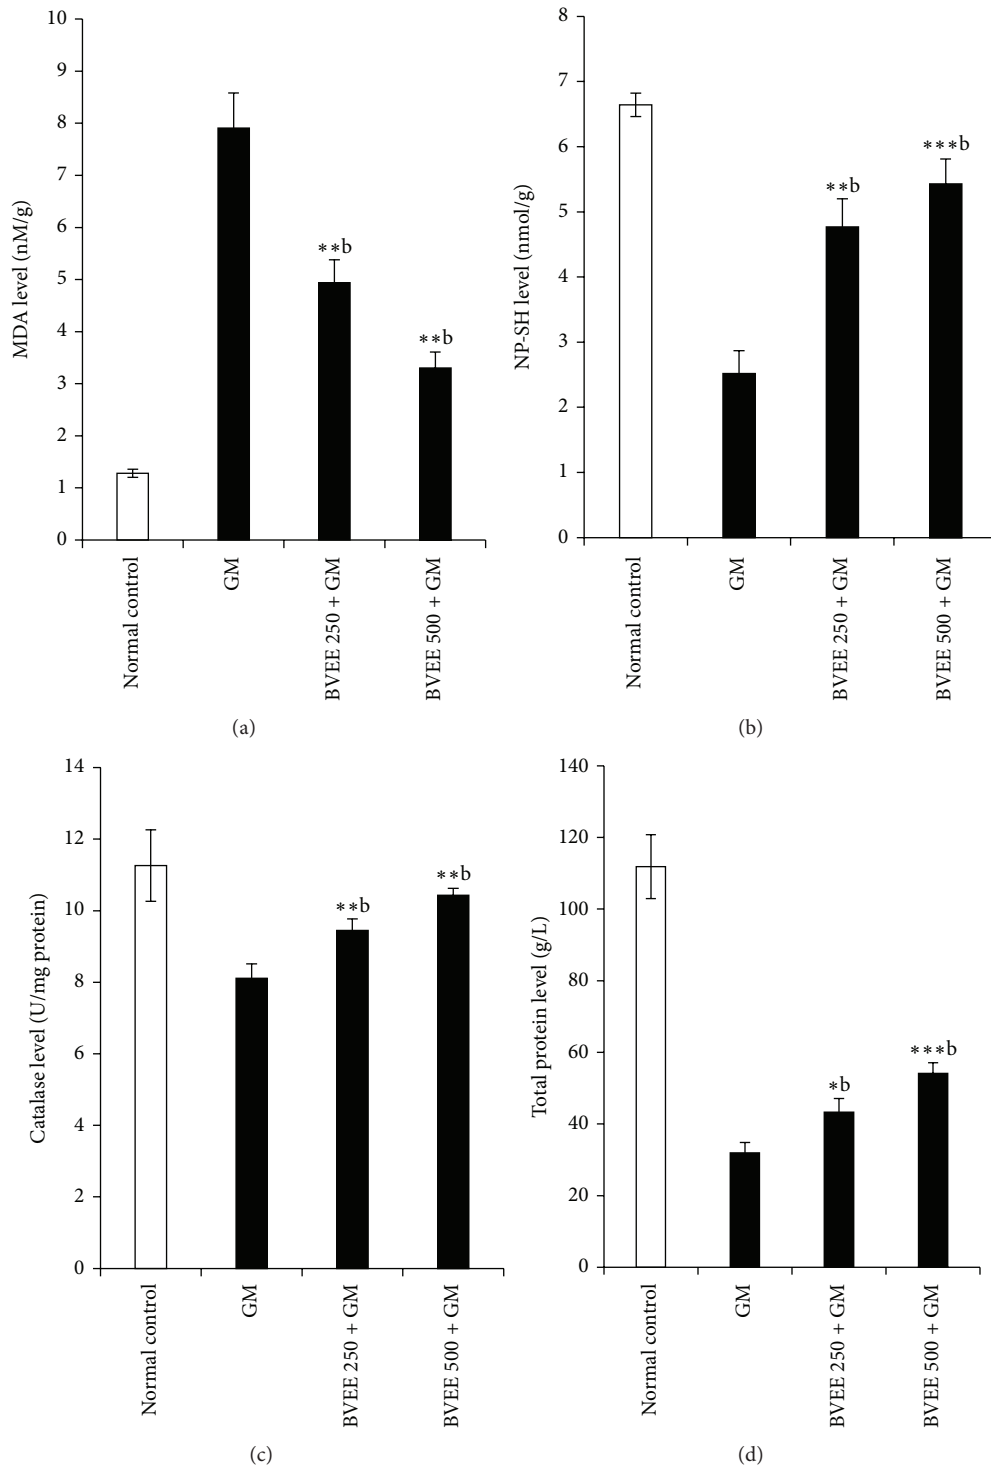 10
9
8
7
6
5
4
3
2
1
0
MDA level (nM/g)
**b
**b
Normal control
GM
BVEE 250 + GM
BVEE 500 + GM
(a)
8
7
6
5
4
3
2
1
0
NP-SH level (nmol/g)
**b
***b
Normal control
GM
BVEE 250 + GM
BVEE 500 + GM
(b)
14
12
10
8
6
4
2
0
Catalase level (U/mg protein)
**b
**b
Normal control
GM
BVEE 250 + GM
BVEE 500 + GM
(c)
140
120
100
80
60
40
20
0
Total protein level (g/L)
*b
***b
Normal control
GM
BVEE 250 + GM
BVEE 500 + GM
(d)